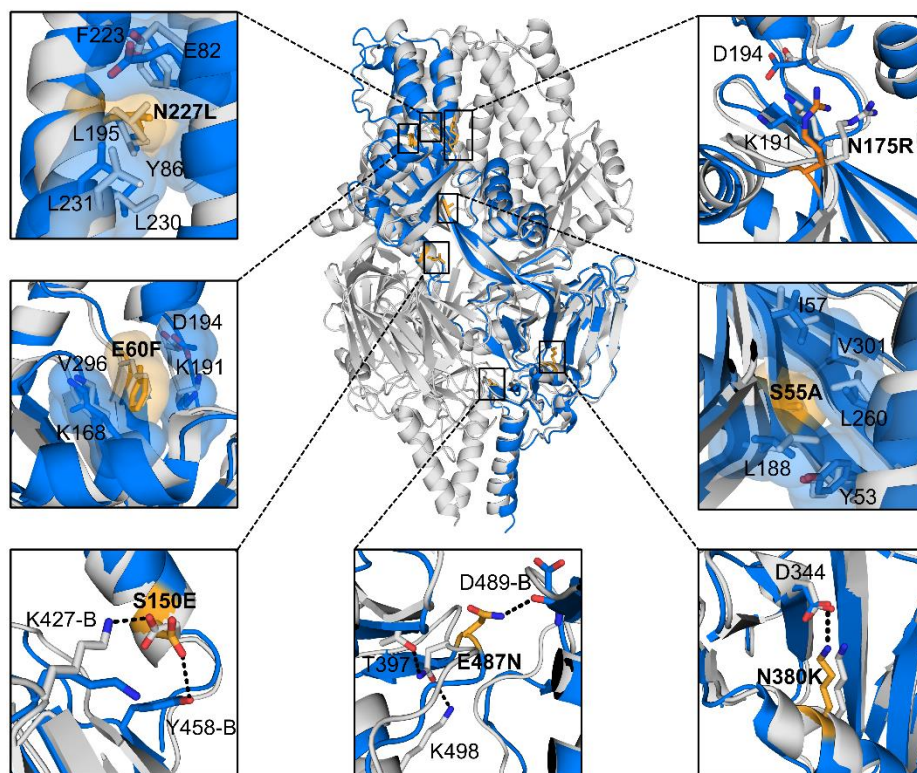 F223
E82
N227L
L195
Y86
L231
L230
D194
K191
N175R
D194
E60F
V296
K191
K168
I57
V301
S55A
L260
L188
Y53
K427-B
S150E
Y458-B
D489-B
T397
E487N
K498
D344
N380K